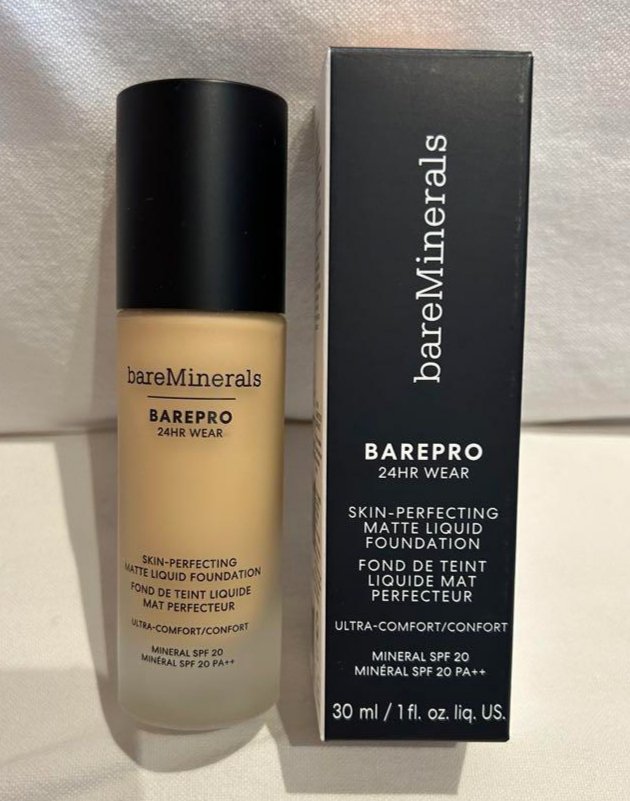 bareMinerals
BAREPRO
24HR WEAR
SKIN-PERFECTING
MATTE LIQUID FOUNDATION
FOND DE TEINT LIQUIDE
MAT PERFECTEUR
ULTRA-COMFORT/CONFORT
MINERAL SPF 20
MINÉRAL SPF 20 PA++
bareMinerals
BAREPRO
24HR WEAR
SKIN-PERFECTING
MATTE LIQUID
FOUNDATION
FOND DE TEINT
LIQUIDE MAT
PERFECTEUR
ULTRA-COMFORT/CONFORT
MINERAL SPF 20
MINÉRAL SPF 20 PA++
30 ml / 1 fl. oz. liq. US.